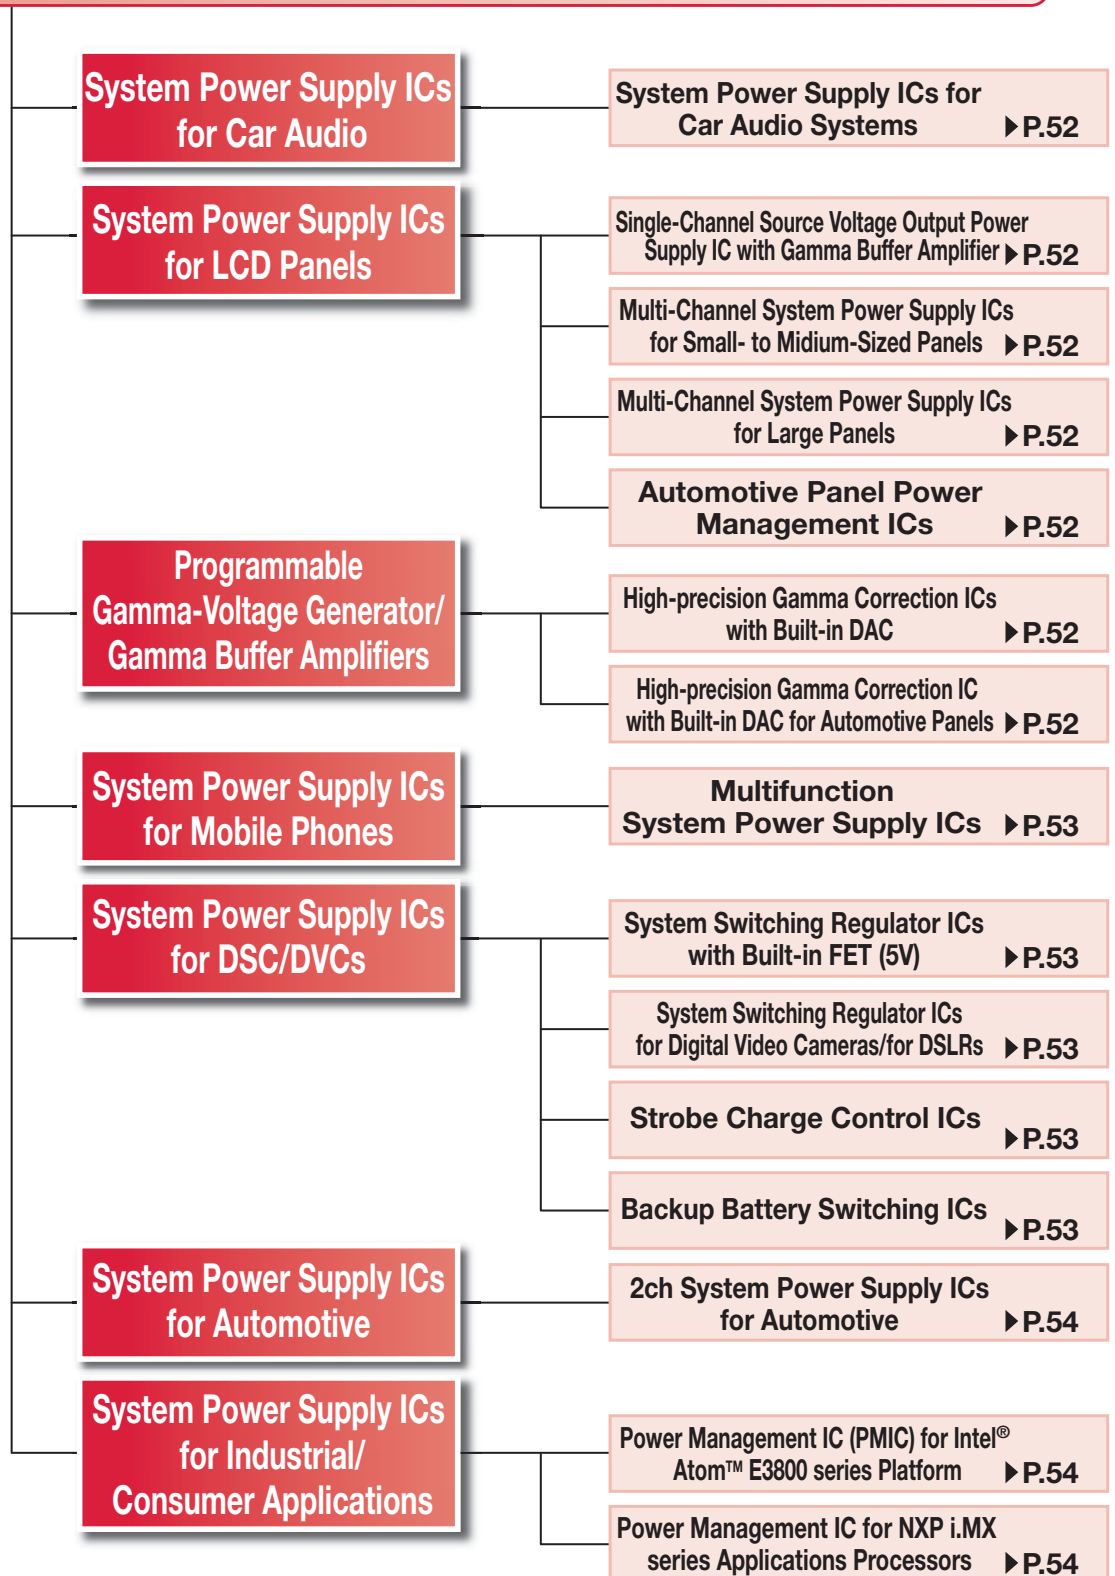 System Power Supply ICs
for Car Audio
System Power Supply ICs for
Car Audio Systems ▶P.52
System Power Supply ICs
for LCD Panels
Single-Channel Source Voltage Output Power
Supply IC with Gamma Buffer Amplifier ▶P.52
Multi-Channel System Power Supply ICs
for Small- to Midium-Sized Panels ▶P.52
Multi-Channel System Power Supply ICs
for Large Panels ▶P.52
Automotive Panel Power
Management ICs ▶P.52
Programmable
Gamma-Voltage Generator/
Gamma Buffer Amplifiers
High-precision Gamma Correction ICs
with Built-in DAC ▶P.52
High-precision Gamma Correction IC
with Built-in DAC for Automotive Panels ▶P.52
System Power Supply ICs
for Mobile Phones
Multifunction
System Power Supply ICs ▶P.53
System Power Supply ICs
for DSC/DVCs
System Switching Regulator ICs
with Built-in FET (5V) ▶P.53
System Switching Regulator ICs
for Digital Video Cameras/for DSLRs ▶P.53
Strobe Charge Control ICs ▶P.53
Backup Battery Switching ICs ▶P.53
System Power Supply ICs
for Automotive
2ch System Power Supply ICs
for Automotive ▶P.54
System Power Supply ICs
for Industrial/
Consumer Applications
Power Management IC (PMIC) for Intel®
Atom™ E3800 series Platform ▶P.54
Power Management IC for NXP i.MX
series Applications Processors ▶P.54